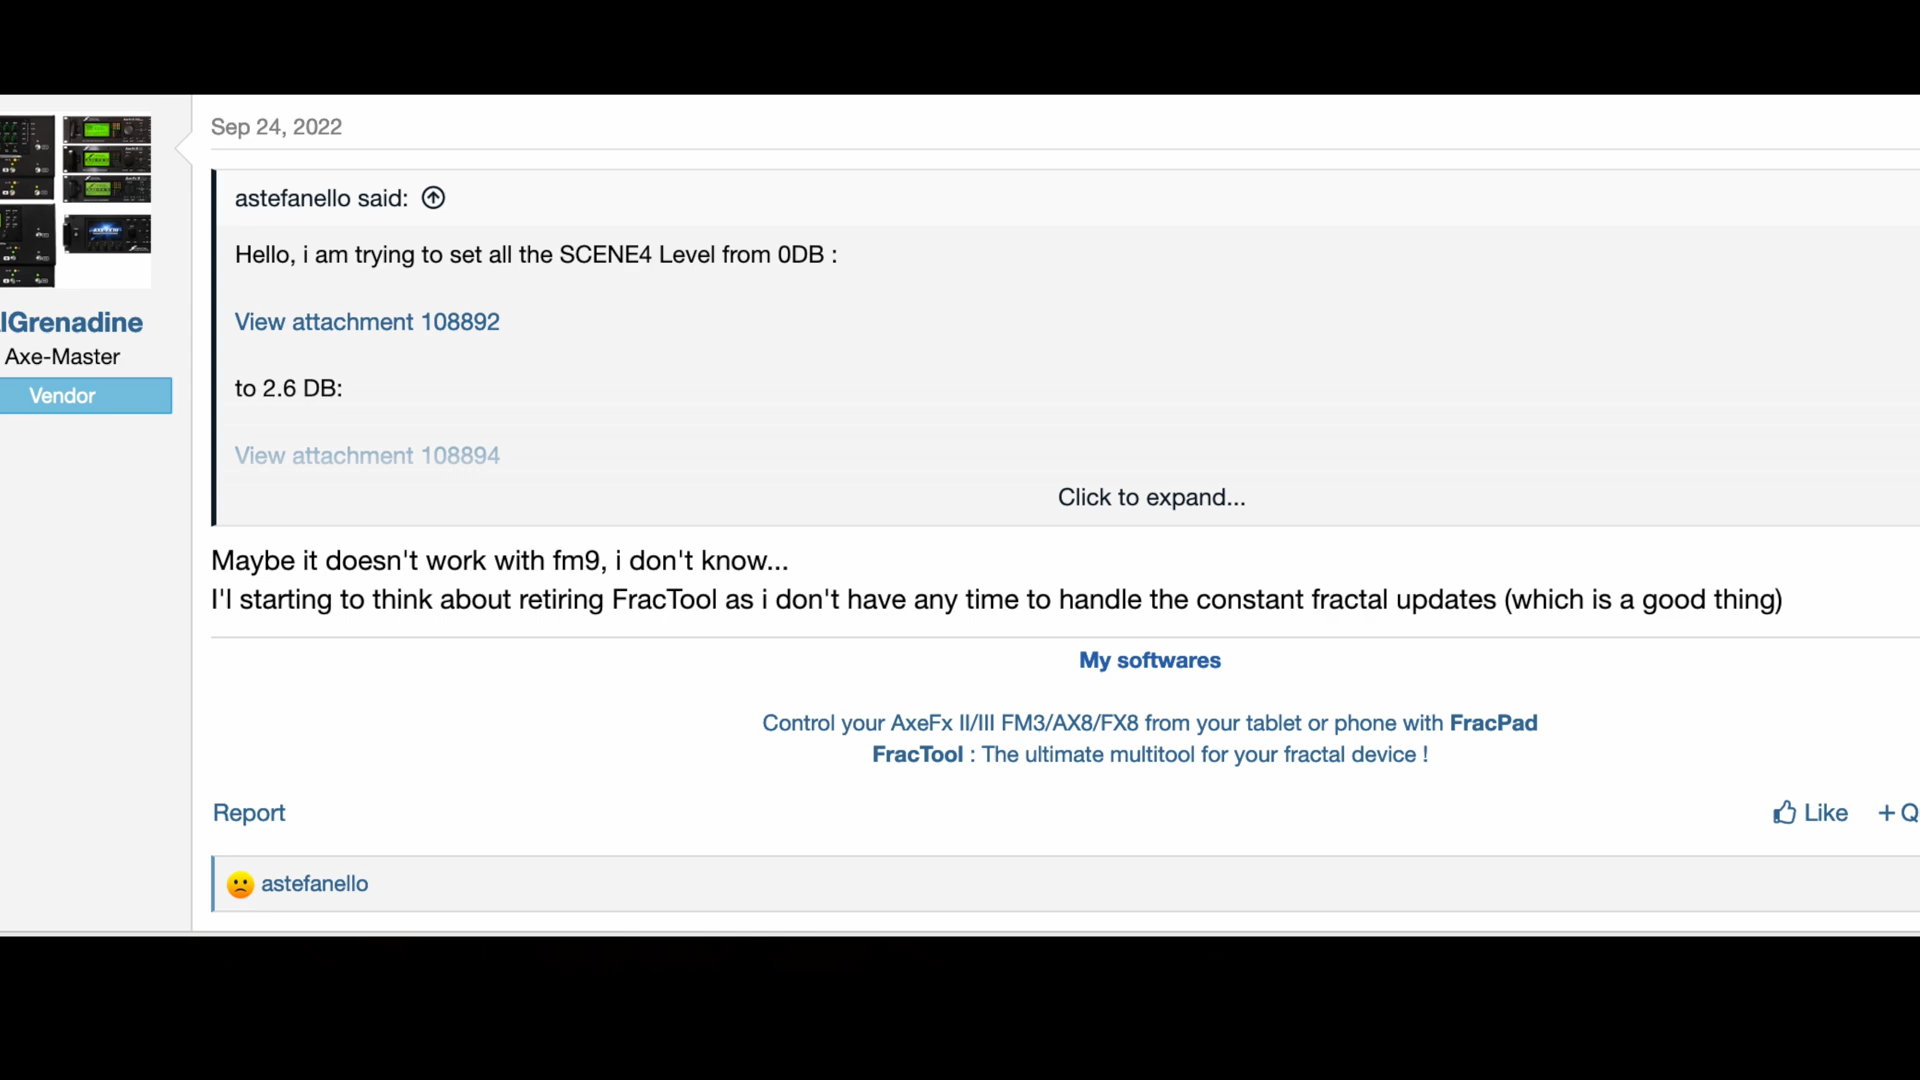 Sep 24, 2022
astefanello said:
Hello, i am trying to set all the SCENE4 Level from 0DB :
View attachment 108892
to 2.6 DB:
View attachment 108894
Click to expand...
lGrenadine
Axe-Master
Vendor
Maybe it doesn't work with fm9, i don't know...
I'l starting to think about retiring FracTool as i don't have any time to handle the constant fractal updates (which is a good thing)
My softwares
Control your AxeFx II/III FM3/AX8/FX8 from your tablet or phone with FracPad
FracTool : The ultimate multitool for your fractal device !
Report
Like
+ Q
astefanello